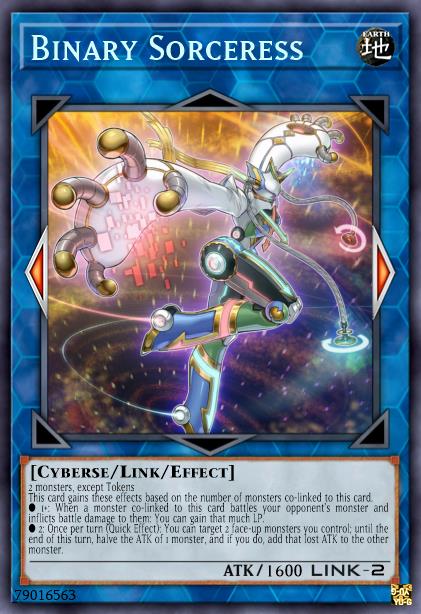 BINARY SORCERESS
EARTH
地
[CYBERSE/LINK/EFFECT]
2 monsters, except Tokens
This card gains these effects based on the number of monsters co-linked to this card.
● 1+: When a monster co-linked to this card battles your opponent's monster and
inflicts battle damage to them: You can gain that much LP.
● 2: Once per turn (Quick Effect): You can target 2 face-up monsters you control; until the
end of this turn, halve the ATK of 1 monster, and if you do, add that lost ATK to the other
monster.
ATK/1600 LINK-2
79016563